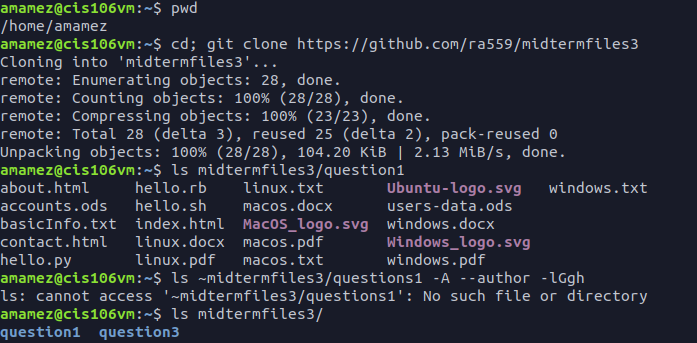 amamez@cis106vm:~$ pwd
/home/amamez
amamez@cis106vm:~$ cd; git clone https://github.com/ra559/midtermfiles3
Cloning into 'midtermfiles3'...
remote: Enumerating objects: 28, done.
remote: Counting objects: 100% (28/28), done.
remote: Compressing objects: 100% (23/23), done.
remote: Total 28 (delta 3), reused 25 (delta 2), pack-reused 0
Unpacking objects: 100% (28/28), 104.20 KiB | 2.13 MiB/s, done.
amamez@cis106vm:~$ ls midtermfiles3/question1
about.html    hello.rb    linux.txt       Ubuntu-logo.svg   windows.txt
accounts.ods  hello.sh    macos.docx      users-data.ods
basicInfo.txt index.html  MacOS_logo.svg  windows.docx
contact.html  linux.docx  macos.pdf       Windows_logo.svg
hello.py      linux.pdf   macos.txt       windows.pdf
amamez@cis106vm:~$ ls ~midtermfiles3/questions1 -A --author -lGgh
ls: cannot access '~midtermfiles3/questions1': No such file or directory
amamez@cis106vm:~$ ls midtermfiles3/
question1  question3